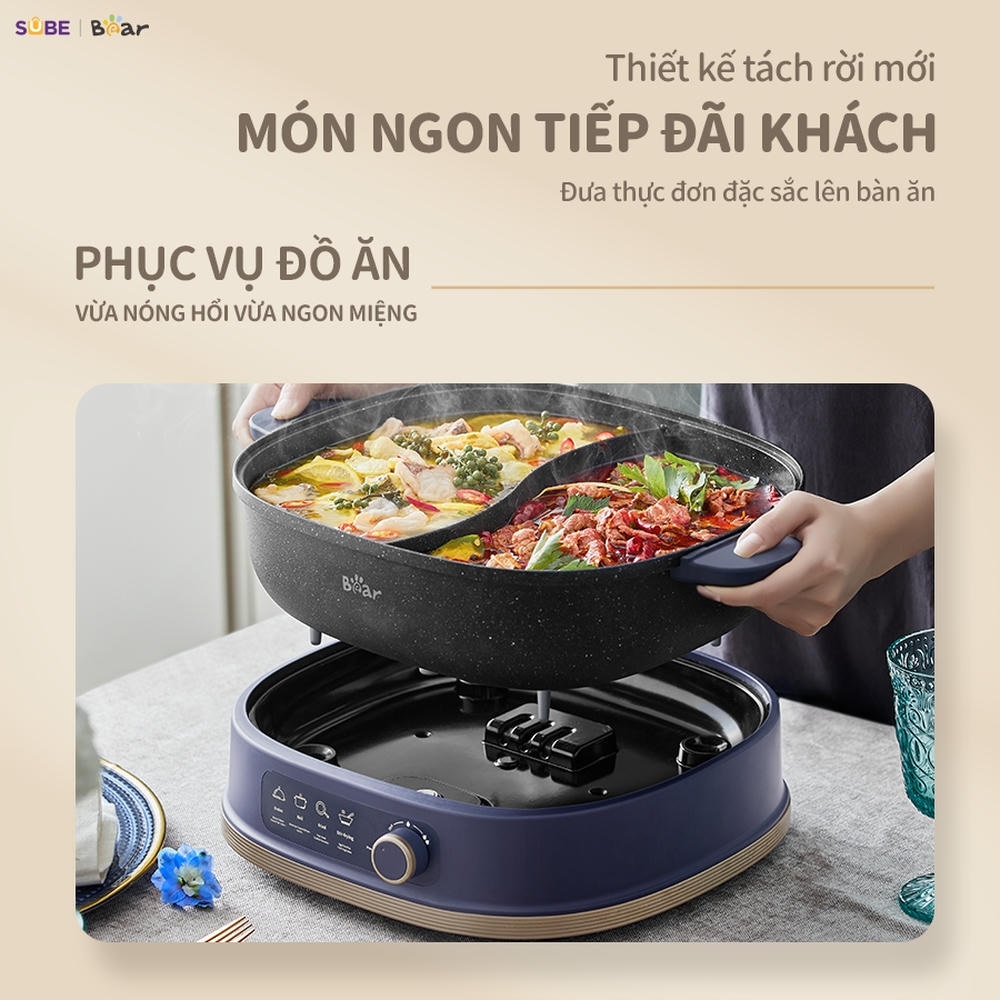 SUBE | Bear
Thiết kế tách rời mới
MÓN NGON TIẾP ĐÃI KHÁCH
Đưa thực đơn đặc sắc lên bàn ăn
PHỤC VỤ ĐỒ ĂN
VỪA NÓNG HỔI VỪA NGON MIỆNG
Bear